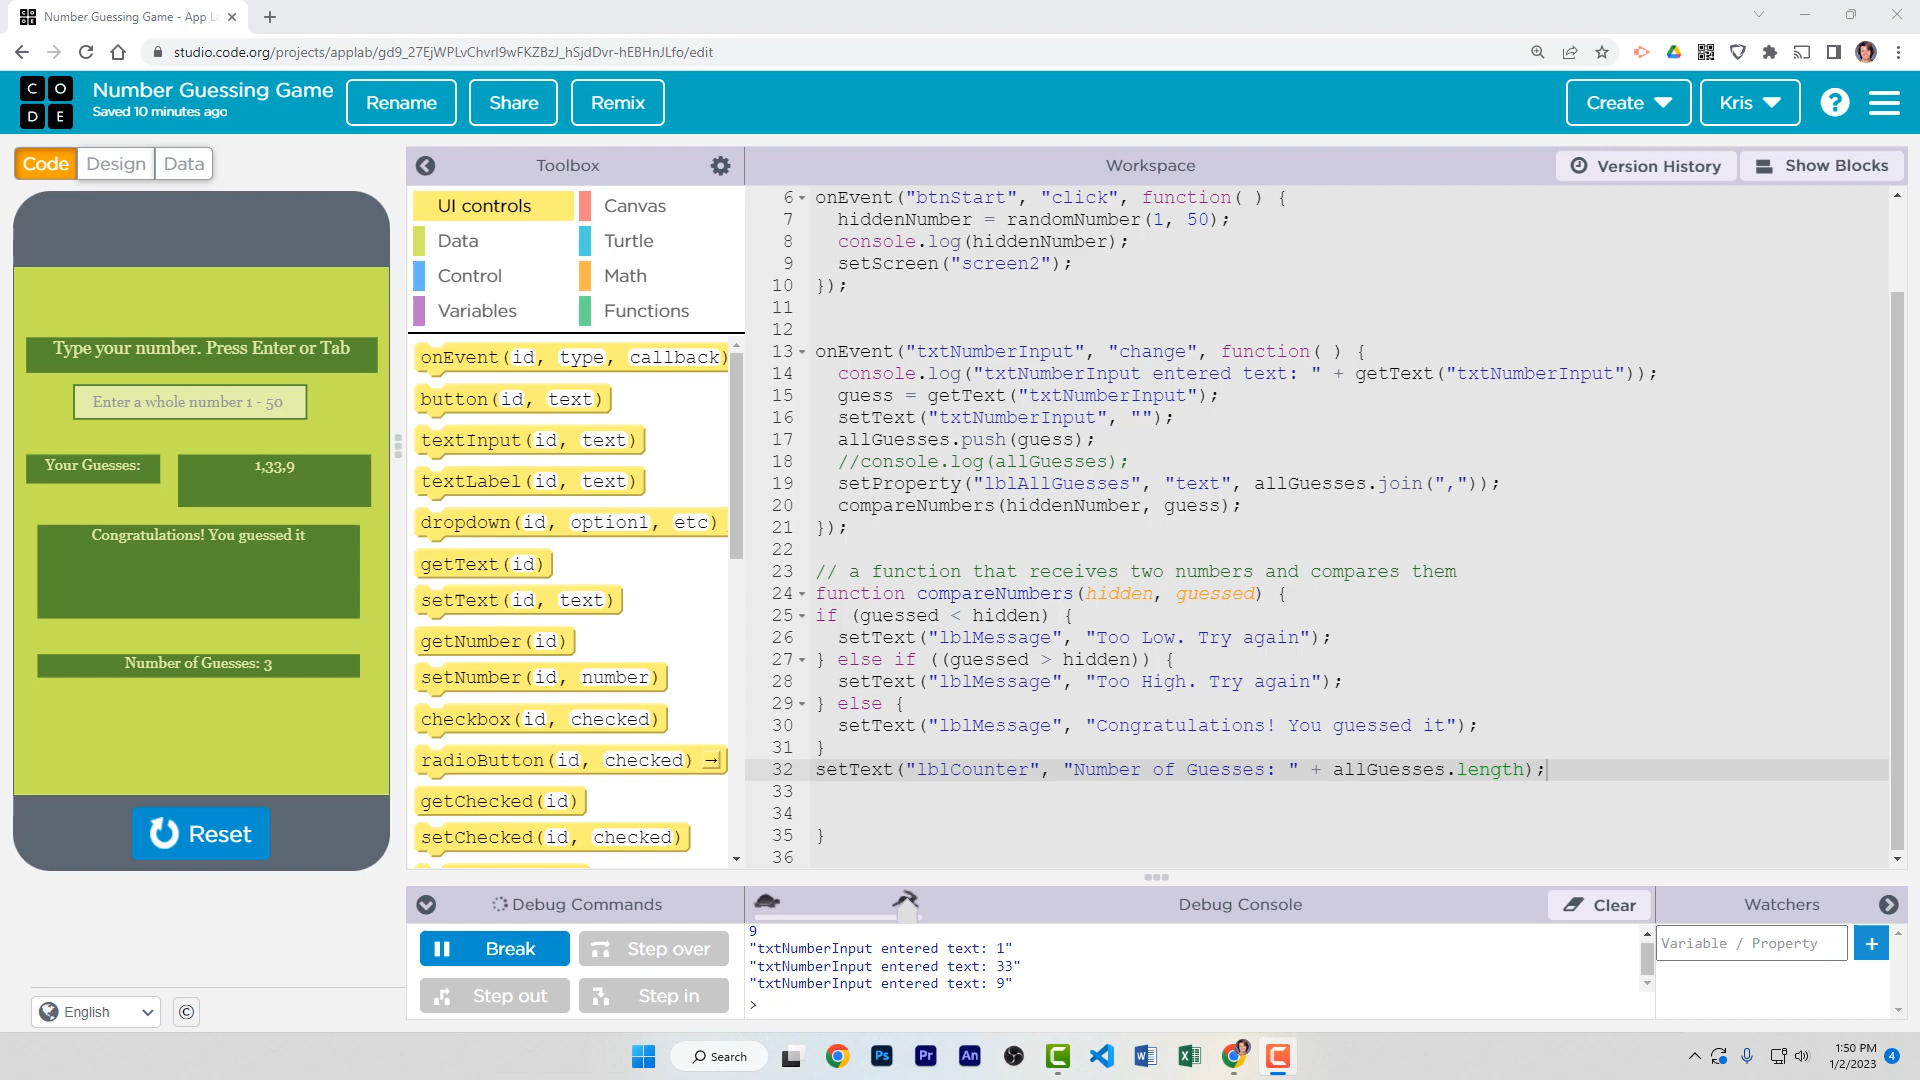 Number Guessing Game - App L
studio.code.org/projects/applab/gd9_27EjWPLvChvrI9wFKZBzJ_hSjdDvr-hEBHnJLfo/edit
CODE
Number Guessing Game
Saved 10 minutes ago
Rename
Share
Remix
Create
Kris
?
Code
Design
Data
Toolbox
Workspace
Version History
Show Blocks
Type your number. Press Enter or Tab
Enter a whole number 1 - 50
Your Guesses:
1,33,9
Congratulations! You guessed it
Number of Guesses: 3
Reset
UI controls
Canvas
Data
Turtle
Control
Math
Variables
Functions
onEvent(id, type, callback)
button(id, text)
textInput(id, text)
textLabel(id, text)
dropdown(id, option1, etc)
getText(id)
setText(id, text)
getNumber(id)
setNumber(id, number)
checkbox(id, checked)
radioButton(id, checked)
getChecked(id)
setChecked(id, checked)
6 onEvent("btnStart", "click", function( ) {
7 hiddenNumber = randomNumber(1, 50);
8 console.log(hiddenNumber);
9 setScreen("screen2");
10 });
11
12
13 onEvent("txtNumberInput", "change", function( ) {
14 console.log("txtNumberInput entered text: " + getText("txtNumberInput"));
15 guess = getText("txtNumberInput");
16 setText("txtNumberInput", "");
17 allGuesses.push(guess);
18 //console.log(allGuesses);
19 setProperty("lblAllGuesses", "text", allGuesses.join(","));
20 compareNumbers(hiddenNumber, guess);
21 });
22
23 // a function that receives two numbers and compares them
24 function compareNumbers(hidden, guessed) {
25 if (guessed < hidden) {
26 setText("lblMessage", "Too Low. Try again");
27 } else if ((guessed > hidden)) {
28 setText("lblMessage", "Too High. Try again");
29 } else {
30 setText("lblMessage", "Congratulations! You guessed it");
31 }
32 setText("lblCounter", "Number of Guesses: " + allGuesses.length);
33
34
35 }
36
Debug Commands
Debug Console
Clear
Watchers
Break
Step over
Step out
Step in
9
"txtNumberInput entered text: 1"
"txtNumberInput entered text: 33"
"txtNumberInput entered text: 9"
>
Variable / Property
+
English
©
Search
Ps
Pr
An
1:50 PM
1/2/2023
4